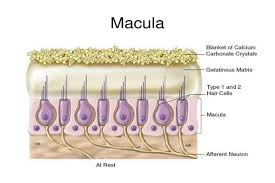 Macula
Blanket of Calcium
Carbonate Crystals
Gelatinous Matrix
Type 1 and 2
Hair Cells
Macula
Afferent Neuron
At Rest